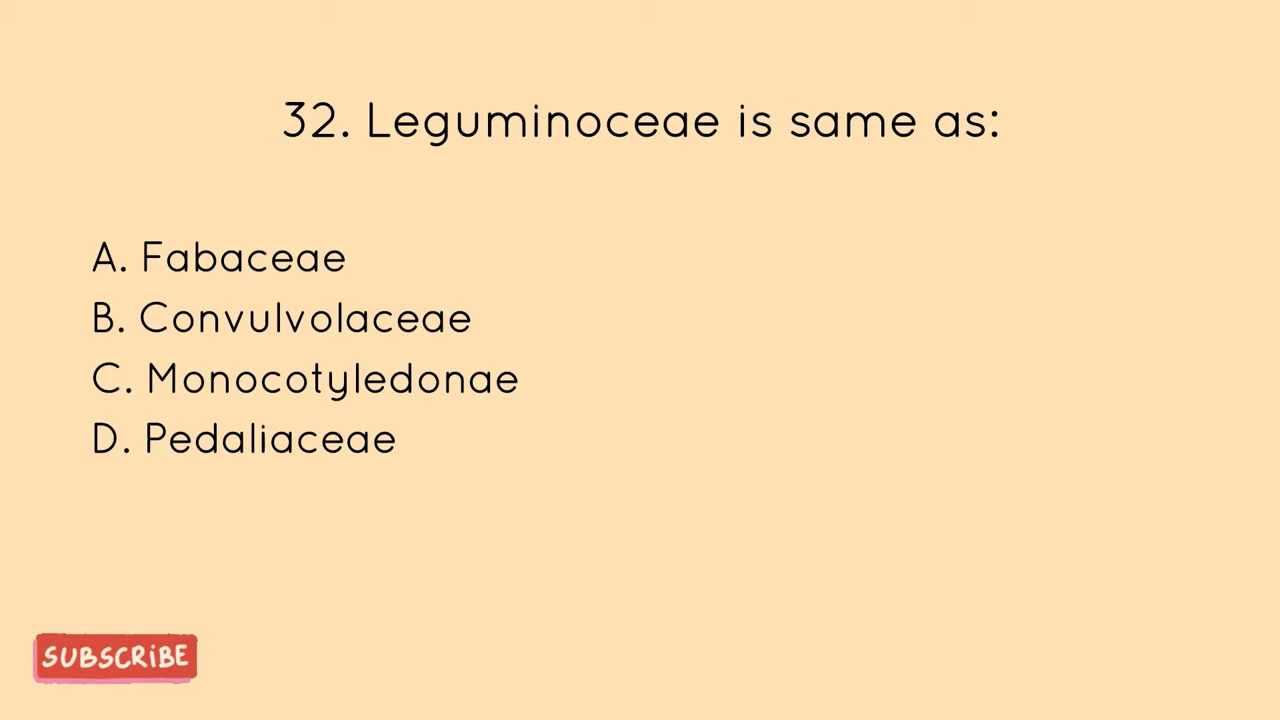 32. Leguminoceae is same as:
A. Fabaceae
B. Convulvolaceae
C. Monocotyledonae
D. Pedaliaceae
SUBSCRiBE